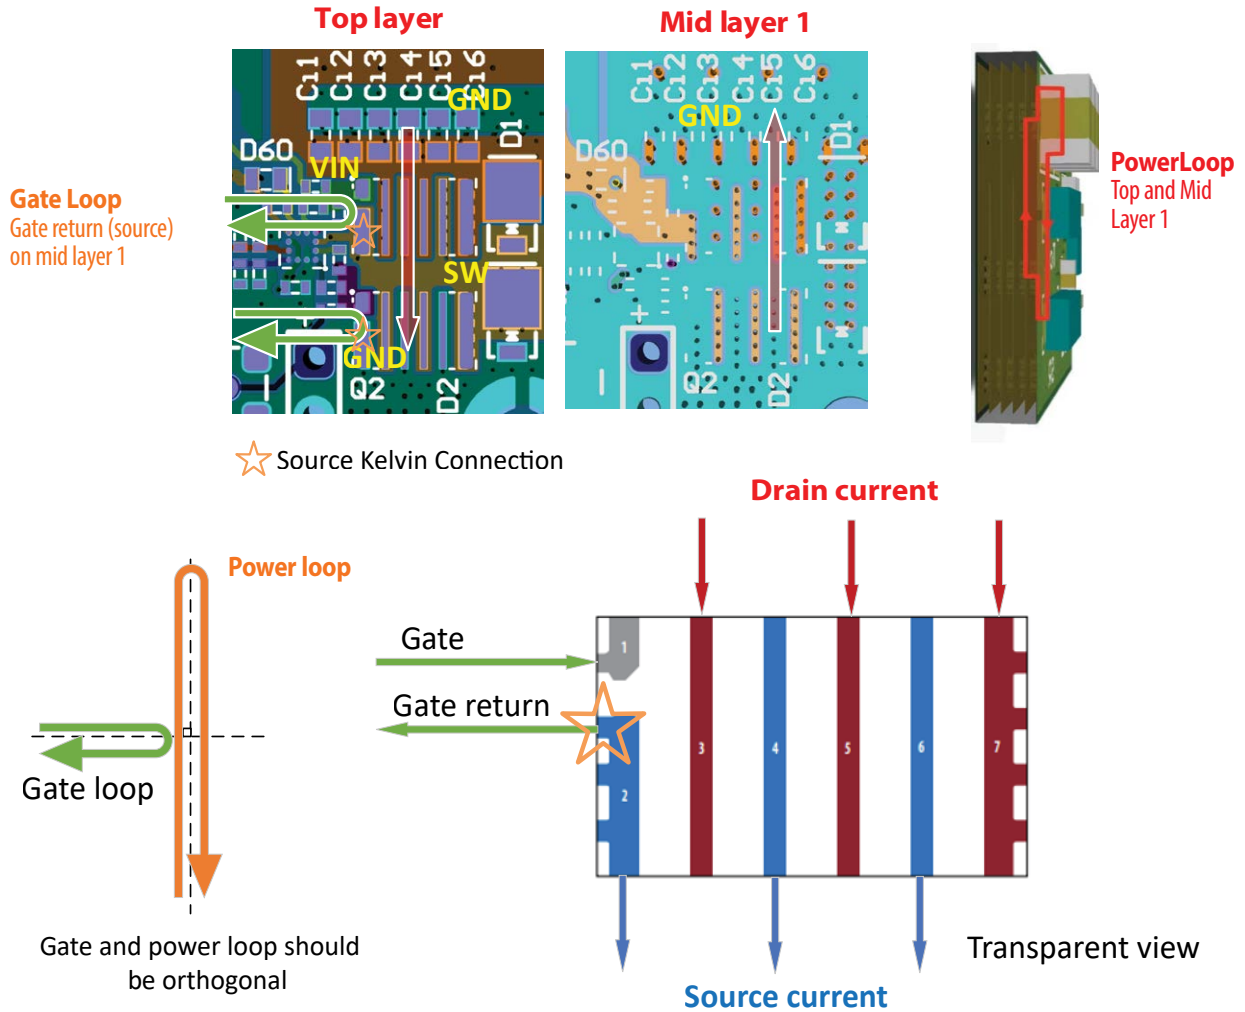 Top layer
Mid layer 1
C11 C12 C13 C14 C15 C16
GND
D60
D1
VIN
SW
GND
Q2
D2
+
C11 C12 C13 C14 C15 C16
GND
D60
D1
+
Q2
D2
Gate Loop
Gate return (source)
on mid layer 1
PowerLoop
Top and Mid
Layer 1
Source Kelvin Connection
Power loop
Gate loop
Gate and power loop should
be orthogonal
Drain current
Gate
Gate return
1
2
3
4
5
6
7
Transparent view
Source current